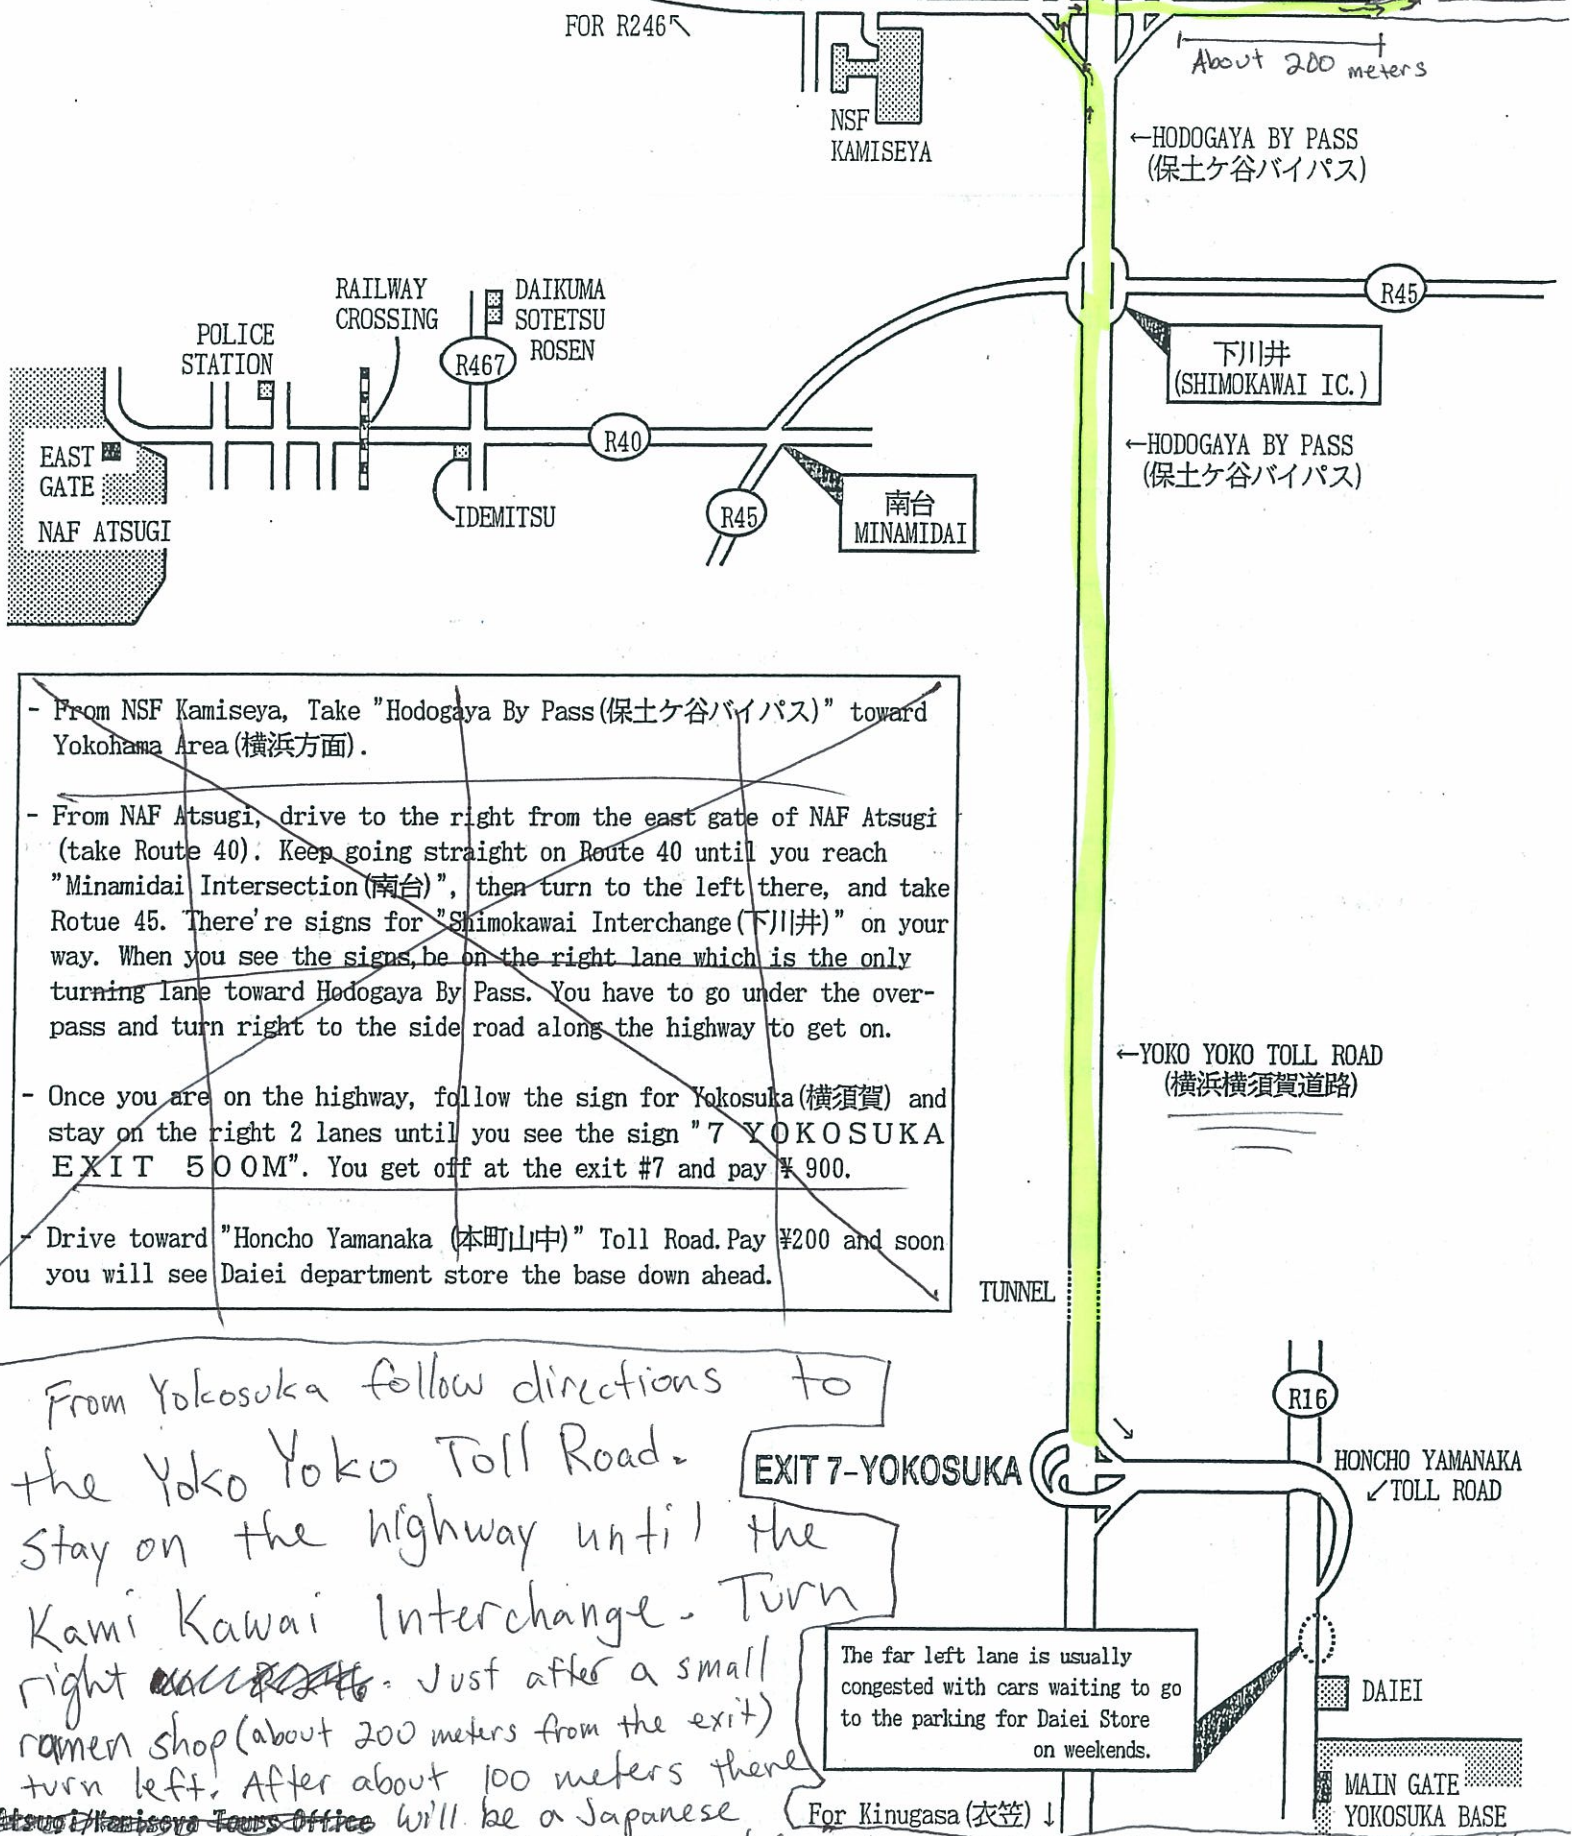 FOR R246↖
About 200 meters
NSF
KAMISEYA
←HODOGAYA BY PASS
(保土ケ谷バイパス)
R45
RAILWAY
CROSSING
DAIKUMA
SOTETSU
ROSEN
POLICE
STATION
R467
下川井
(SHIMOKAWAI IC.)
R40
←HODOGAYA BY PASS
(保土ケ谷バイパス)
EAST
GATE
NAF ATSUGI
IDEMITSU
R45
南台
MINAMIDAI
- From NSF Kamiseya, Take "Hodogaya By Pass(保土ケ谷バイパス)" toward
Yokohama Area(横浜方面).
- From NAF Atsugi, drive to the right from the east gate of NAF Atsugi
(take Route 40). Keep going straight on Route 40 until you reach
"Minamidai Intersection(南台)", then turn to the left there, and take
Rotue 45. There're signs for "Shimokawai Interchange(下川井)" on your
way. When you see the signs,be on the right lane which is the only
turning lane toward Hodogaya By Pass. You have to go under the over-
pass and turn right to the side road along the highway to get on.
- Once you are on the highway, follow the sign for Yokosuka(横須賀) and
stay on the right 2 lanes until you see the sign "7 YOKOSUKA
EXIT 500M". You get off at the exit #7 and pay ¥ 900.
- Drive toward "Honcho Yamanaka (本町山中)" Toll Road. Pay ¥200 and soon
you will see Daiei department store the base down ahead.
←YOKO YOKO TOLL ROAD
(横浜横須賀道路)
TUNNEL
R16
EXIT 7-YOKOSUKA
HONCHO YAMANAKA
↙TOLL ROAD
From Yokosuka follow directions to
the Yoko Yoko Toll Road.
Stay on the highway until the
Kami Kawai Interchange. Turn
right. Just after a small
ramen shop (about 200 meters from the exit)
turn left. After about 100 meters there
Atsugi/Kamiseya Tours Office will be a Japanese
The far left lane is usually
congested with cars waiting to go
to the parking for Daiei Store
on weekends.
DAIEI
MAIN GATE
YOKOSUKA BASE
For Kinugasa(衣笠)↓